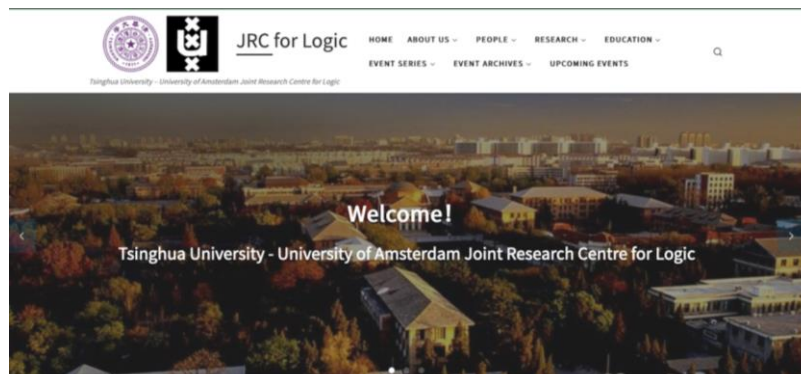 JRC for Logic
HOME ABOUT US PEOPLE RESEARCH EDUCATION
EVENT SERIES EVENT ARCHIVES UPCOMING EVENTS
Tsinghua University - University of Amsterdam Joint Research Centre for Logic
Welcome!
Tsinghua University - University of Amsterdam Joint Research Centre for Logic